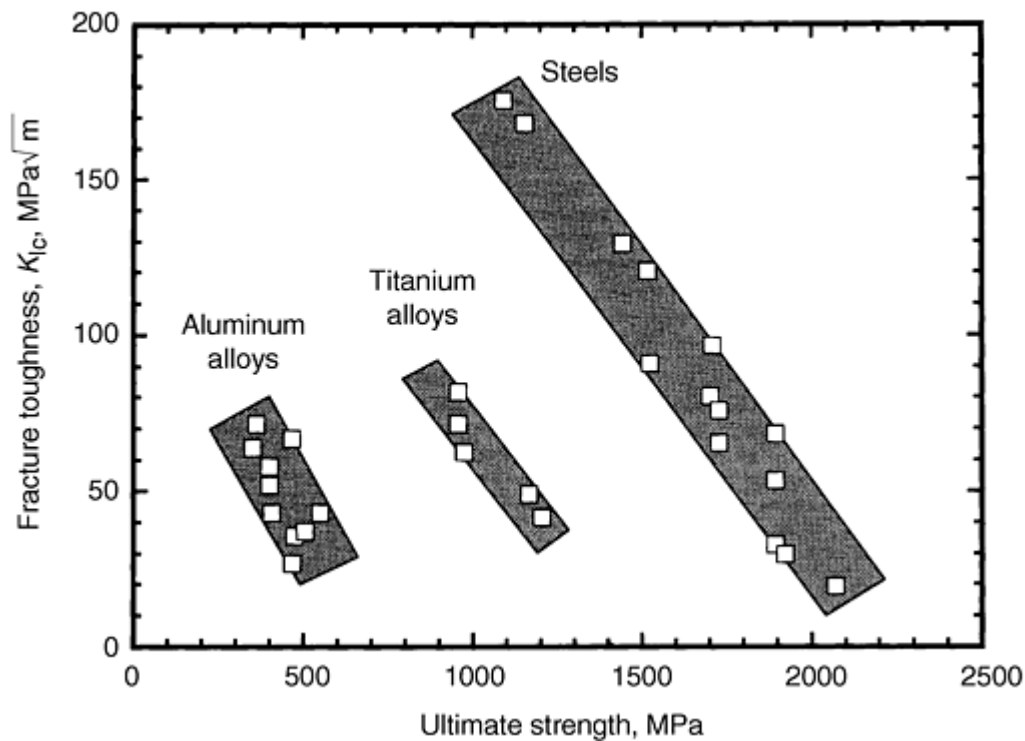 200
150
100
50
0
Fracture toughness, K_Ic, MPa√m
Steels
Titanium
alloys
Aluminum
alloys
0 500 1000 1500 2000 2500
Ultimate strength, MPa